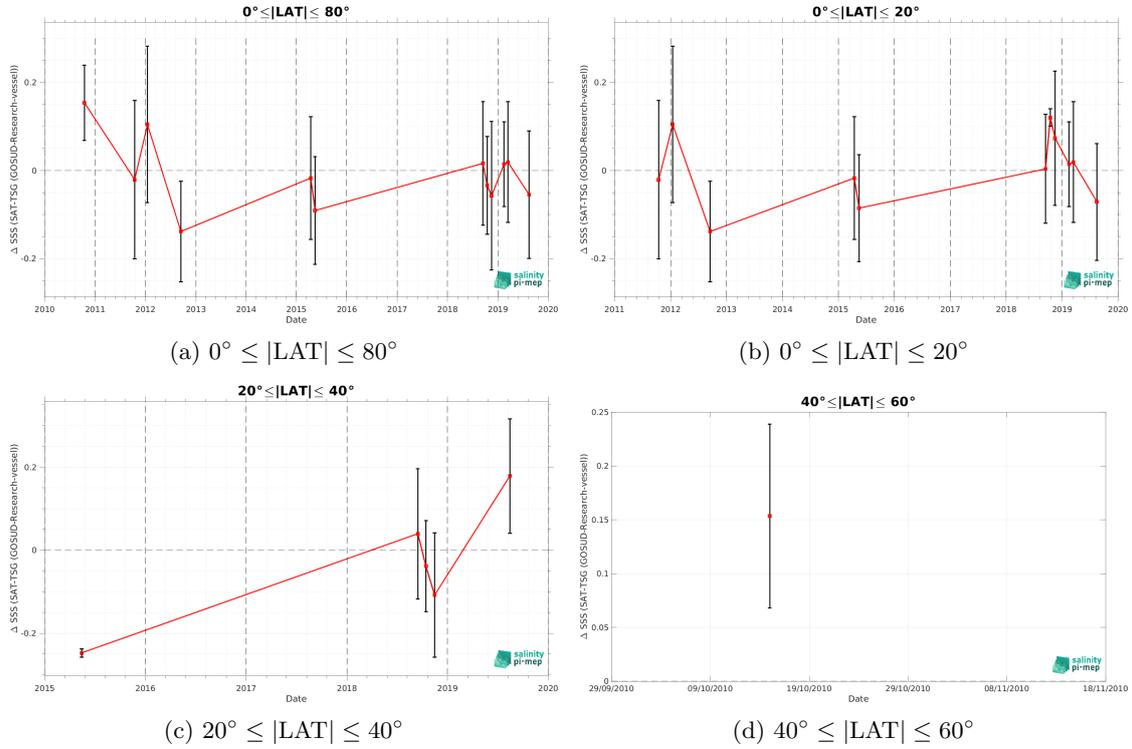 0°≤|LAT|≤ 80°
Δ SSS (SAT-TSG (GOSUD-Research-vessel))
0.2
0
-0.2
2010 2011 2012 2013 2014 2015 2016 2017 2018 2019 2020
Date
salinity
pi-mep
(a) 0° ≤ |LAT| ≤ 80°
0°≤|LAT|≤ 20°
Δ SSS (SAT-TSG (GOSUD-Research-vessel))
0.2
0
-0.2
2011 2012 2013 2014 2015 2016 2017 2018 2019 2020
Date
salinity
pi-mep
(b) 0° ≤ |LAT| ≤ 20°
20°≤|LAT|≤ 40°
Δ SSS (SAT-TSG (GOSUD-Research-vessel))
0.2
0
-0.2
2015 2016 2017 2018 2019 2020
Date
salinity
pi-mep
(c) 20° ≤ |LAT| ≤ 40°
40°≤|LAT|≤ 60°
Δ SSS (SAT-TSG (GOSUD-Research-vessel))
0.25
0.2
0.15
0.1
0.05
0
29/09/2010 09/10/2010 19/10/2010 29/10/2010 08/11/2010 18/11/2010
Date
salinity
pi-mep
(d) 40° ≤ |LAT| ≤ 60°